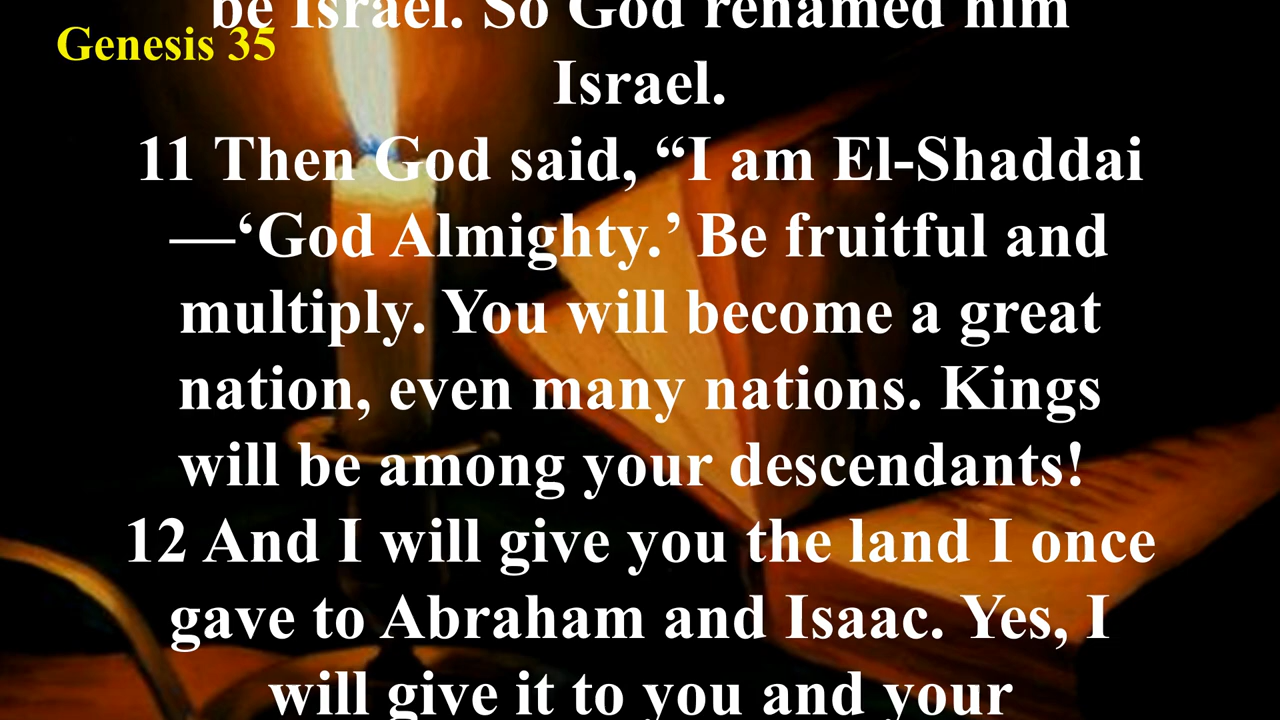 Genesis 35
be Israel. So God renamed him
Israel.
11 Then God said, “I am El-Shaddai
—‘God Almighty.’ Be fruitful and
multiply. You will become a great
nation, even many nations. Kings
will be among your descendants!
12 And I will give you the land I once
gave to Abraham and Isaac. Yes, I
will give it to you and your